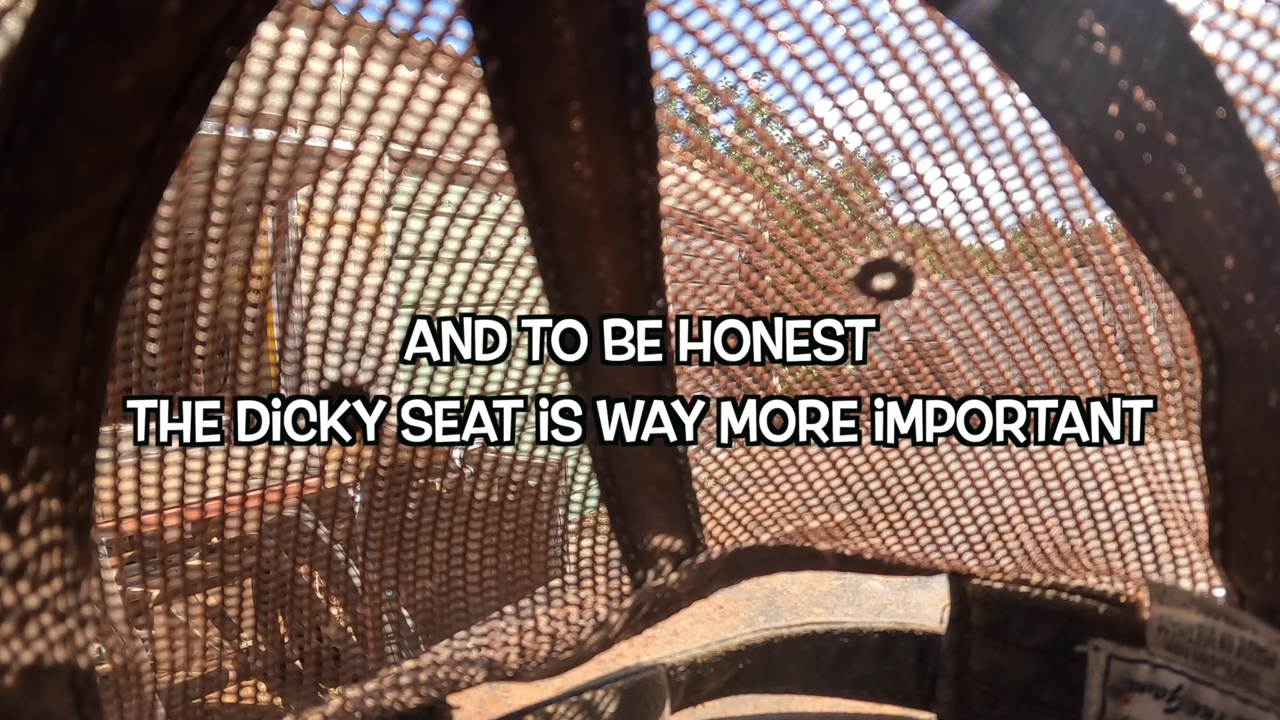 AND TO BE HONEST
THE DiCKY SEAT iS WAY MORE iMPORTANT